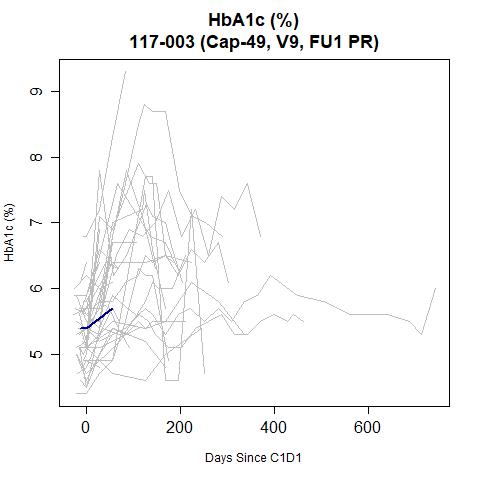 HbA1c (%)
117-003 (Cap-49, V9, FU1 PR)
HbA1c (%)
9
8
7
6
5
0 200 400 600
Days Since C1D1